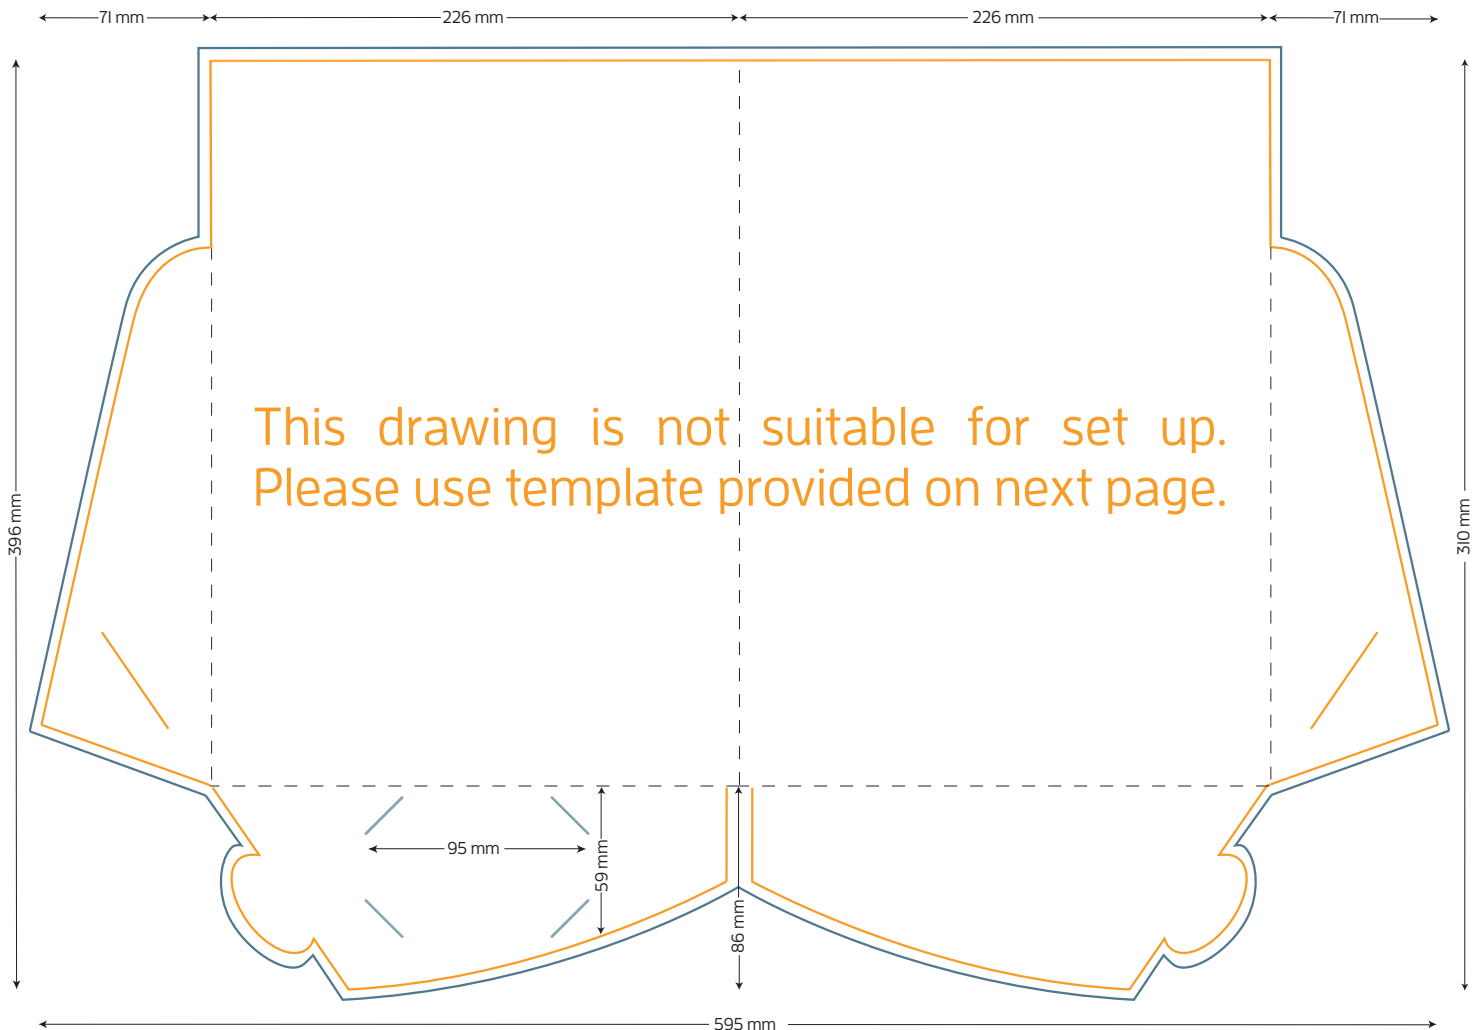 71 mm
226 mm
226 mm
71 mm
This drawing is not suitable for set up.
Please use template provided on next page.
396 mm
310 mm
95 mm
59 mm
86 mm
595 mm